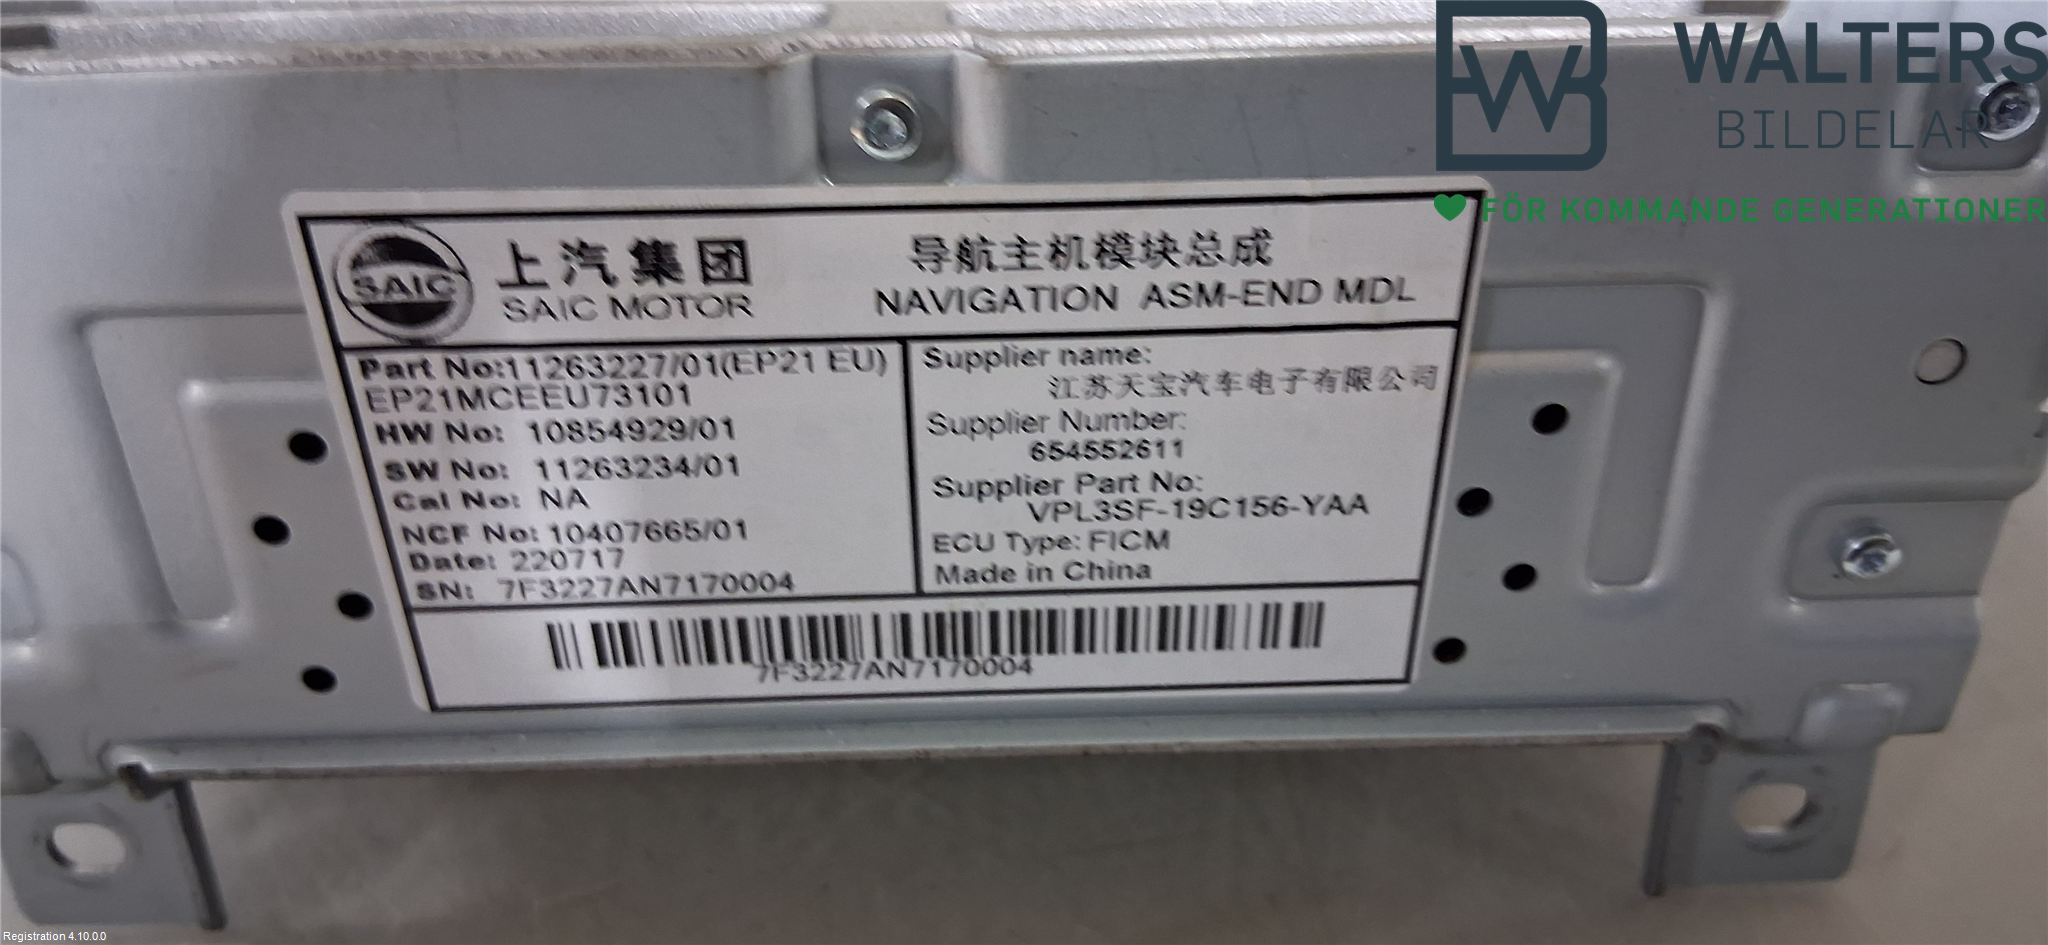 WALTERS
BILDELAR
FÖR KOMMANDE GENERATIONER
SAIC
上汽集团
SAIC MOTOR
导航主机模块总成
NAVIGATION ASM-END MDL
Part No:11263227/01(EP21 EU)
EP21MCEEU73101
HW No: 10854929/01
SW No: 11263234/01
Cal No: NA
NCF No: 10407665/01
Date: 220717
SN: 7F3227AN7170004
Supplier name:
江苏天宝汽车电子有限公司
Supplier Number:
654552611
Supplier Part No:
VPL3SF-19C156-YAA
ECU Type: FICM
Made in China
7F3227AN7170004
Registration 4.10.0.0